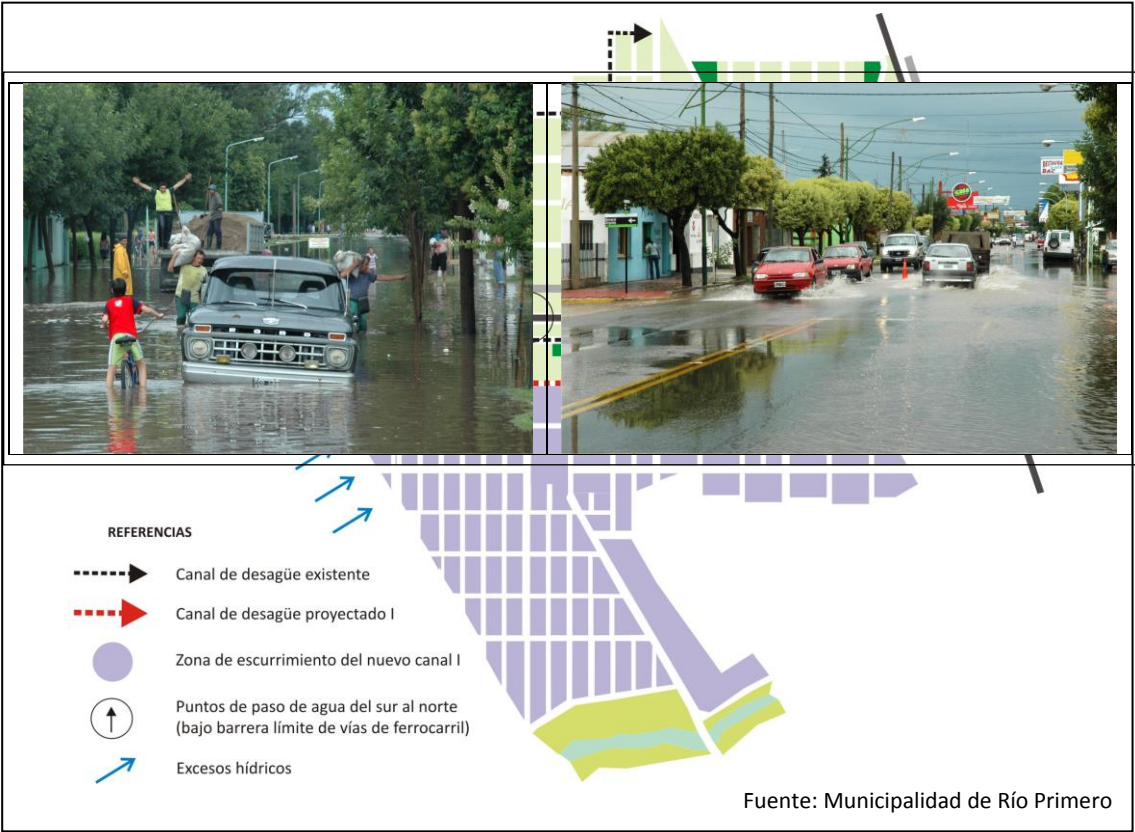 RESTAURANT
BAR
REFERENCIAS
Canal de desagüe existente
Canal de desagüe proyectado I
Zona de escurrimiento del nuevo canal I
Puntos de paso de agua del sur al norte
(bajo barrera límite de vías de ferrocarril)
Excesos hídricos
Fuente: Municipalidad de Río Primero